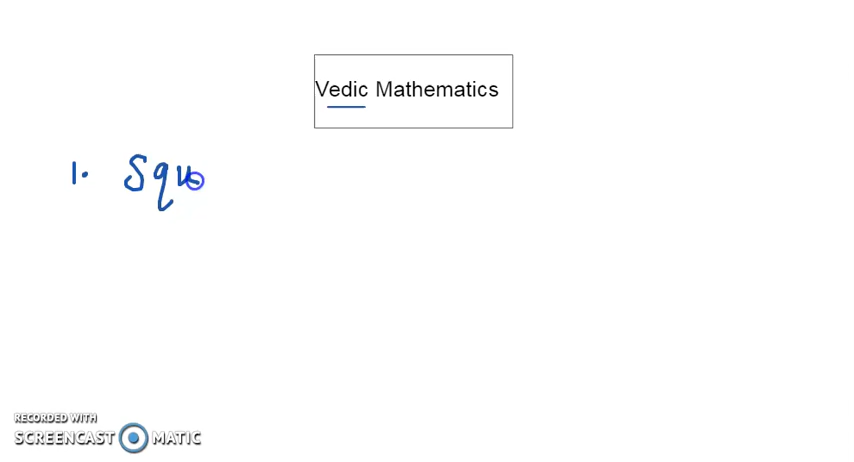 Vedic Mathematics
1. Squ
RECORDED WITH
SCREENCAST MATIC